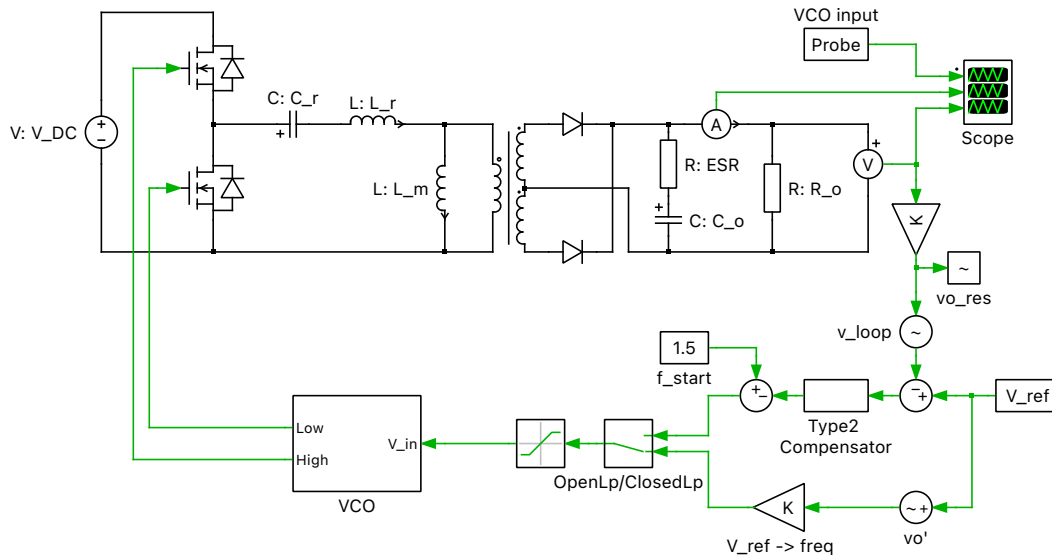 VCO input
Probe
Scope
V: V_DC
C: C_r
L: L_r
L: L_m
A
R: ESR
C: C_o
R: R_o
V
K
~
vo_res
v_loop
~
1.5
f_start
V_ref
Type2
Compensator
Low
High
V_in
VCO
OpenLp/ClosedLp
K
V_ref -> freq
~+
vo'